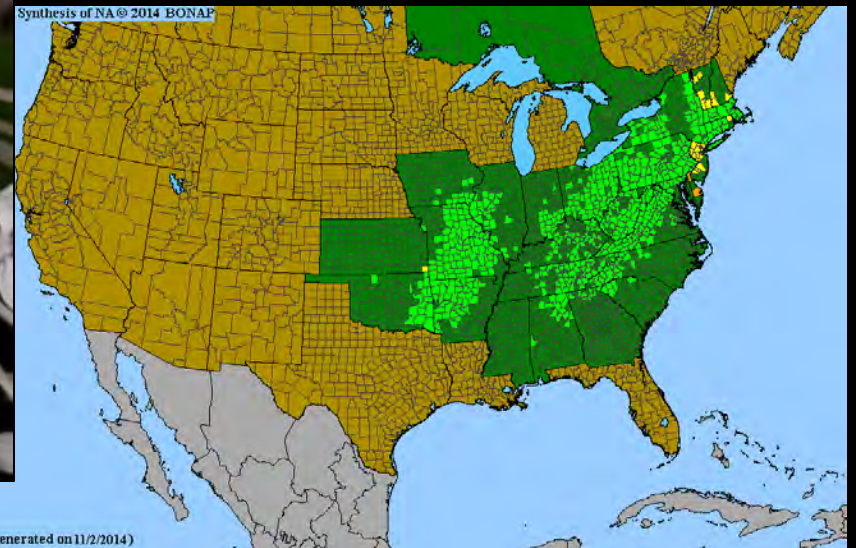 Synthesis of NA © 2014 BONAP
enerated on 11/2/2014)